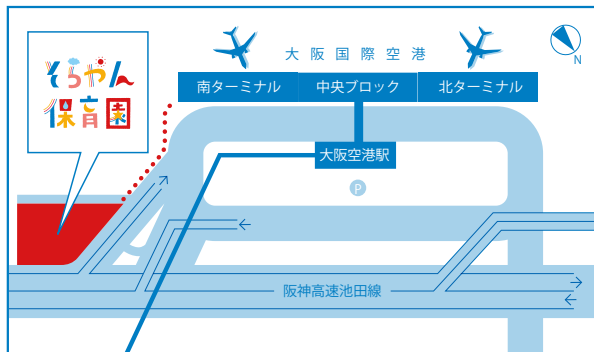 そらやん
保育園
大阪国際空港
N
南ターミナル
中央ブロック
北ターミナル
大阪空港駅
P
阪神高速池田線